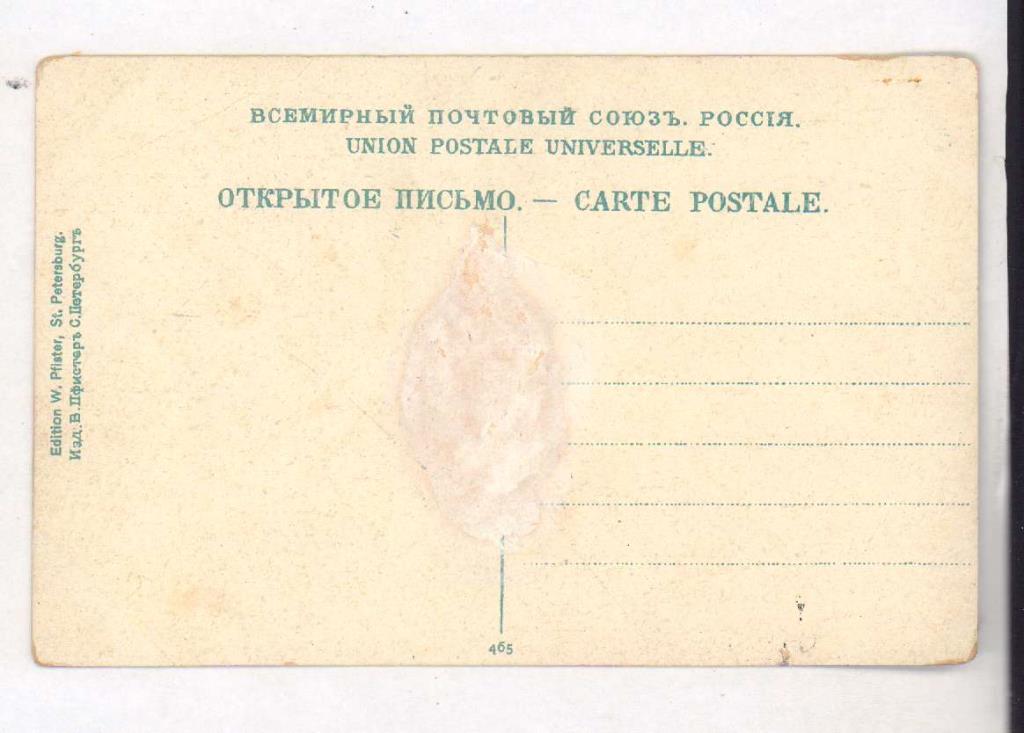 ВСЕМИРНЫЙ ПОЧТОВЫЙ СОЮЗЪ. РОССІЯ.
UNION POSTALE UNIVERSELLE.
ОТКРЫТОЕ ПИСЬМО. — CARTE POSTALE.
Edition W. Pfister, St. Petersburg.
Изд. В. Пфистеръ С.Петербургъ
465